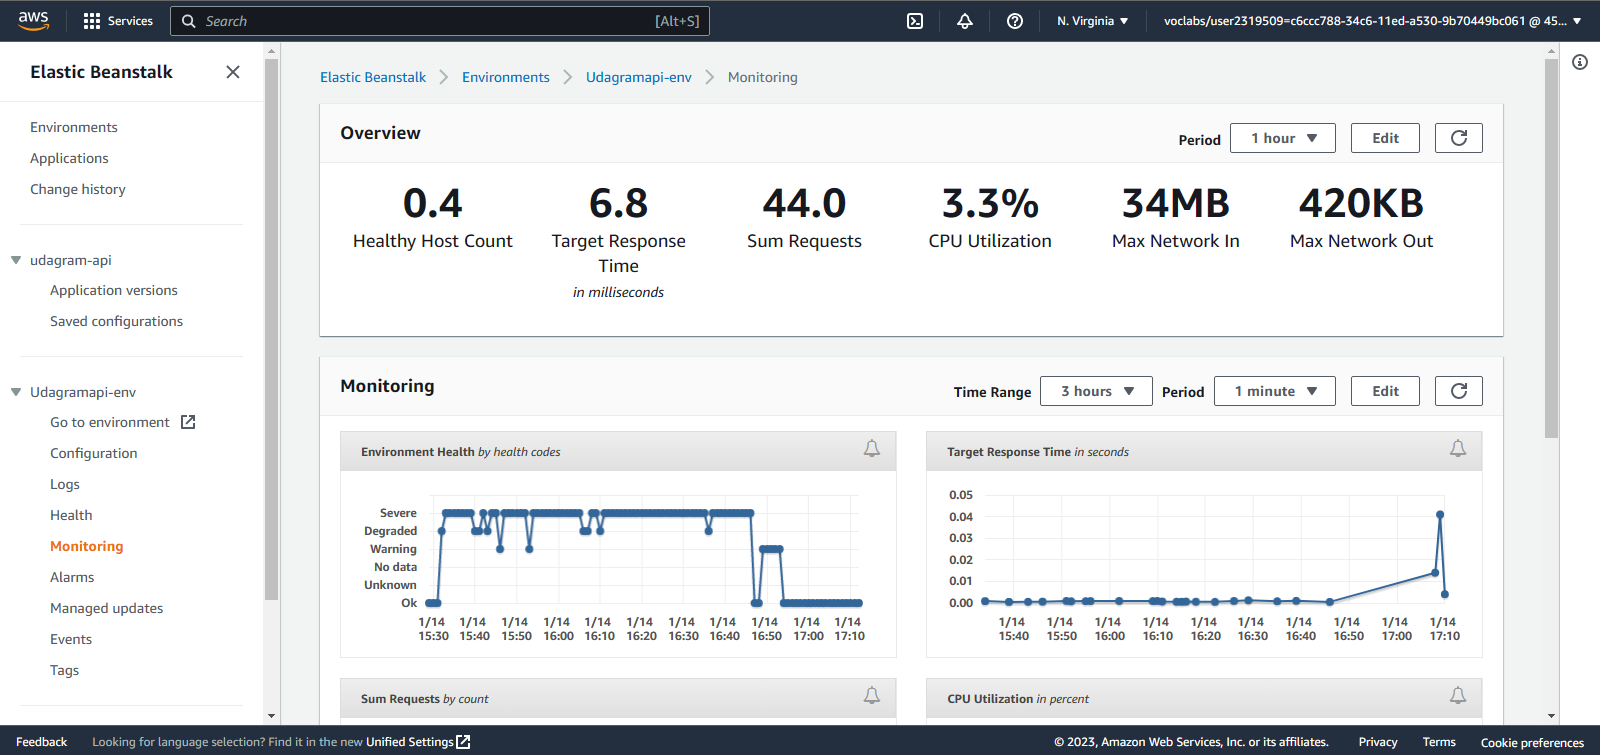 aws
Services
Search
[Alt+S]
N. Virginia
voclabs/user2319509=c6ccc788-34c6-11ed-a530-9b70449bc061 @ 45...
Elastic Beanstalk
Environments
Applications
Change history
udagram-api
Application versions
Saved configurations
Udagramapi-env
Go to environment
Configuration
Logs
Health
Monitoring
Alarms
Managed updates
Events
Tags
Elastic Beanstalk
Environments
Udagramapi-env
Monitoring
Overview
Period
1 hour
Edit
0.4
Healthy Host Count
6.8
Target Response
Time
in milliseconds
44.0
Sum Requests
3.3%
CPU Utilization
34MB
Max Network In
420KB
Max Network Out
Monitoring
Time Range
3 hours
Period
1 minute
Edit
Environment Health by health codes
Severe
Degraded
Warning
No data
Unknown
Ok
1/14 1/14 1/14 1/14 1/14 1/14 1/14 1/14 1/14 1/14 1/14
15:30 15:40 15:50 16:00 16:10 16:20 16:30 16:40 16:50 17:00 17:10
Target Response Time in seconds
0.05
0.04
0.03
0.02
0.01
0.00
1/14 1/14 1/14 1/14 1/14 1/14 1/14 1/14 1/14 1/14
15:40 15:50 16:00 16:10 16:20 16:30 16:40 16:50 17:00 17:10
Sum Requests by count
CPU Utilization in percent
Feedback
Looking for language selection? Find it in the new Unified Settings
© 2023, Amazon Web Services, Inc. or its affiliates.
Privacy
Terms
Cookie preferences